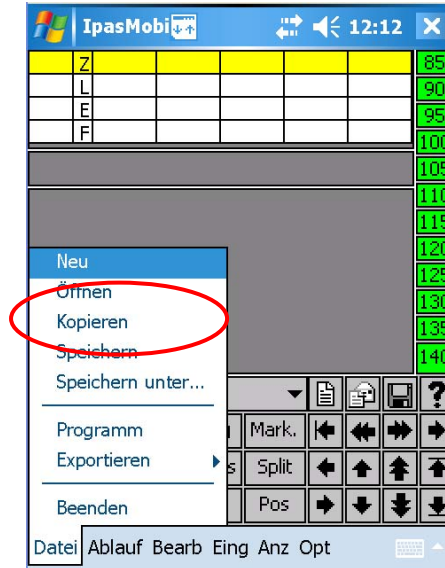 IpasMobi 12:12
Z 85
L 90
E 95
F 100
105
110
115
120
Neu 125
Öffnen 130
Kopieren 135
Speichern 140
Speichern unter... ?
Programm Mark.
Exportieren s Split
Beenden Pos
Datei Ablauf Bearb Eing Anz Opt